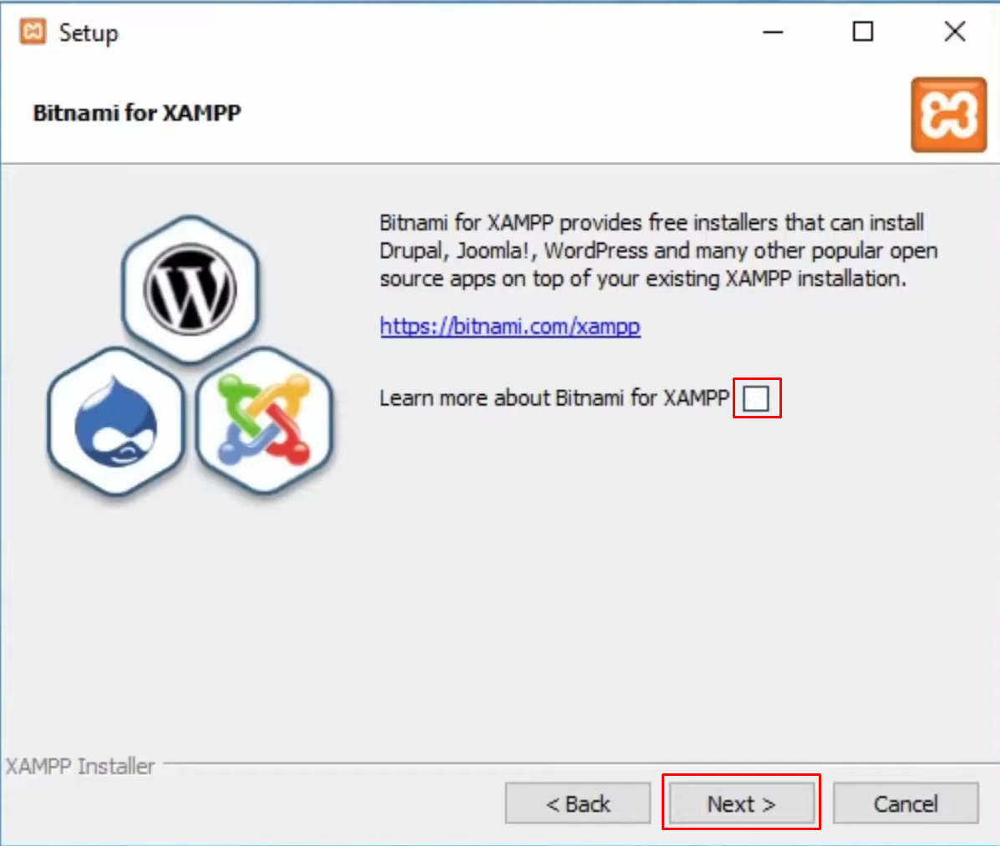 Setup
Bitnami for XAMPP
Bitnami for XAMPP provides free installers that can install
Drupal, Joomla!, WordPress and many other popular open
source apps on top of your existing XAMPP installation.
https://bitnami.com/xampp
Learn more about Bitnami for XAMPP
XAMPP Installer
< Back
Next >
Cancel